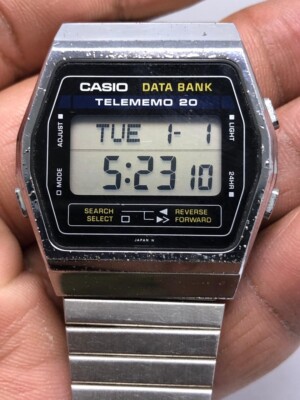 CASIO DATA BANK
TELEMEMO 20
ADJUST
LIGHT
TUE 1-1
5:23 10
MODE
24HR
SEARCH REVERSE
SELECT FORWARD
JAPAN H